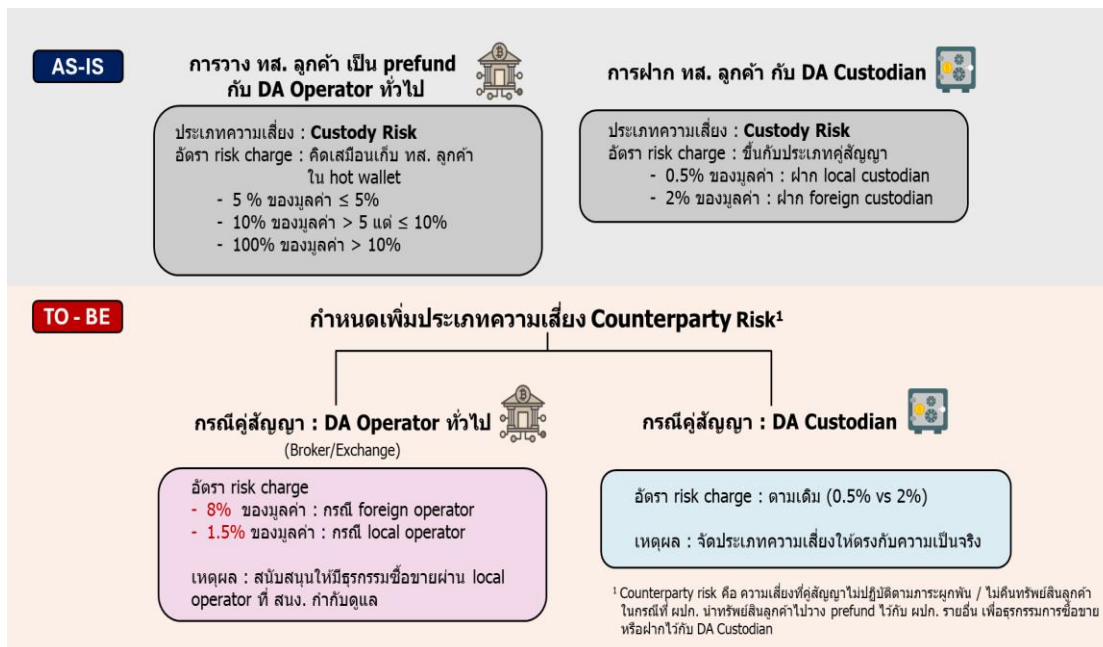 AS-IS
การวาง ทส. ลูกค้า เป็น prefund
กับ DA Operator ทั่วไป
ประเภทความเสี่ยง : Custody Risk
อัตรา risk charge : คิดเสมือนเก็บ ทส. ลูกค้า
ใน hot wallet
- 5 % ของมูลค่า ≤ 5%
- 10% ของมูลค่า > 5 แต่ ≤ 10%
- 100% ของมูลค่า > 10%
การฝาก ทส. ลูกค้า กับ DA Custodian
ประเภทความเสี่ยง : Custody Risk
อัตรา risk charge : ขึ้นกับประเภทคู่สัญญา
- 0.5% ของมูลค่า : ฝาก local custodian
- 2% ของมูลค่า : ฝาก foreign custodian
TO - BE
กำหนดเพิ่มประเภทความเสี่ยง Counterparty Risk¹
กรณีคู่สัญญา : DA Operator ทั่วไป
(Broker/Exchange)
อัตรา risk charge
- 8% ของมูลค่า : กรณี foreign operator
- 1.5% ของมูลค่า : กรณี local operator
เหตุผล : สนับสนุนให้มีธุรกรรมซื้อขายผ่าน local
operator ที่ สนง. กำกับดูแล
กรณีคู่สัญญา : DA Custodian
อัตรา risk charge : ตามเดิม (0.5% vs 2%)
เหตุผล : จัดประเภทความเสี่ยงให้ตรงกับความเป็นจริง
¹ Counterparty risk คือ ความเสี่ยงที่คู่สัญญาไม่ปฏิบัติตามภาระผูกพัน / ไม่คืนทรัพย์สินลูกค้า
ในกรณีที่ ผปก. นำทรัพย์สินลูกค้าไปวาง prefund ไว้กับ ผปก. รายอื่น เพื่อธุรกรรมการซื้อขาย
หรือฝากไว้กับ DA Custodian